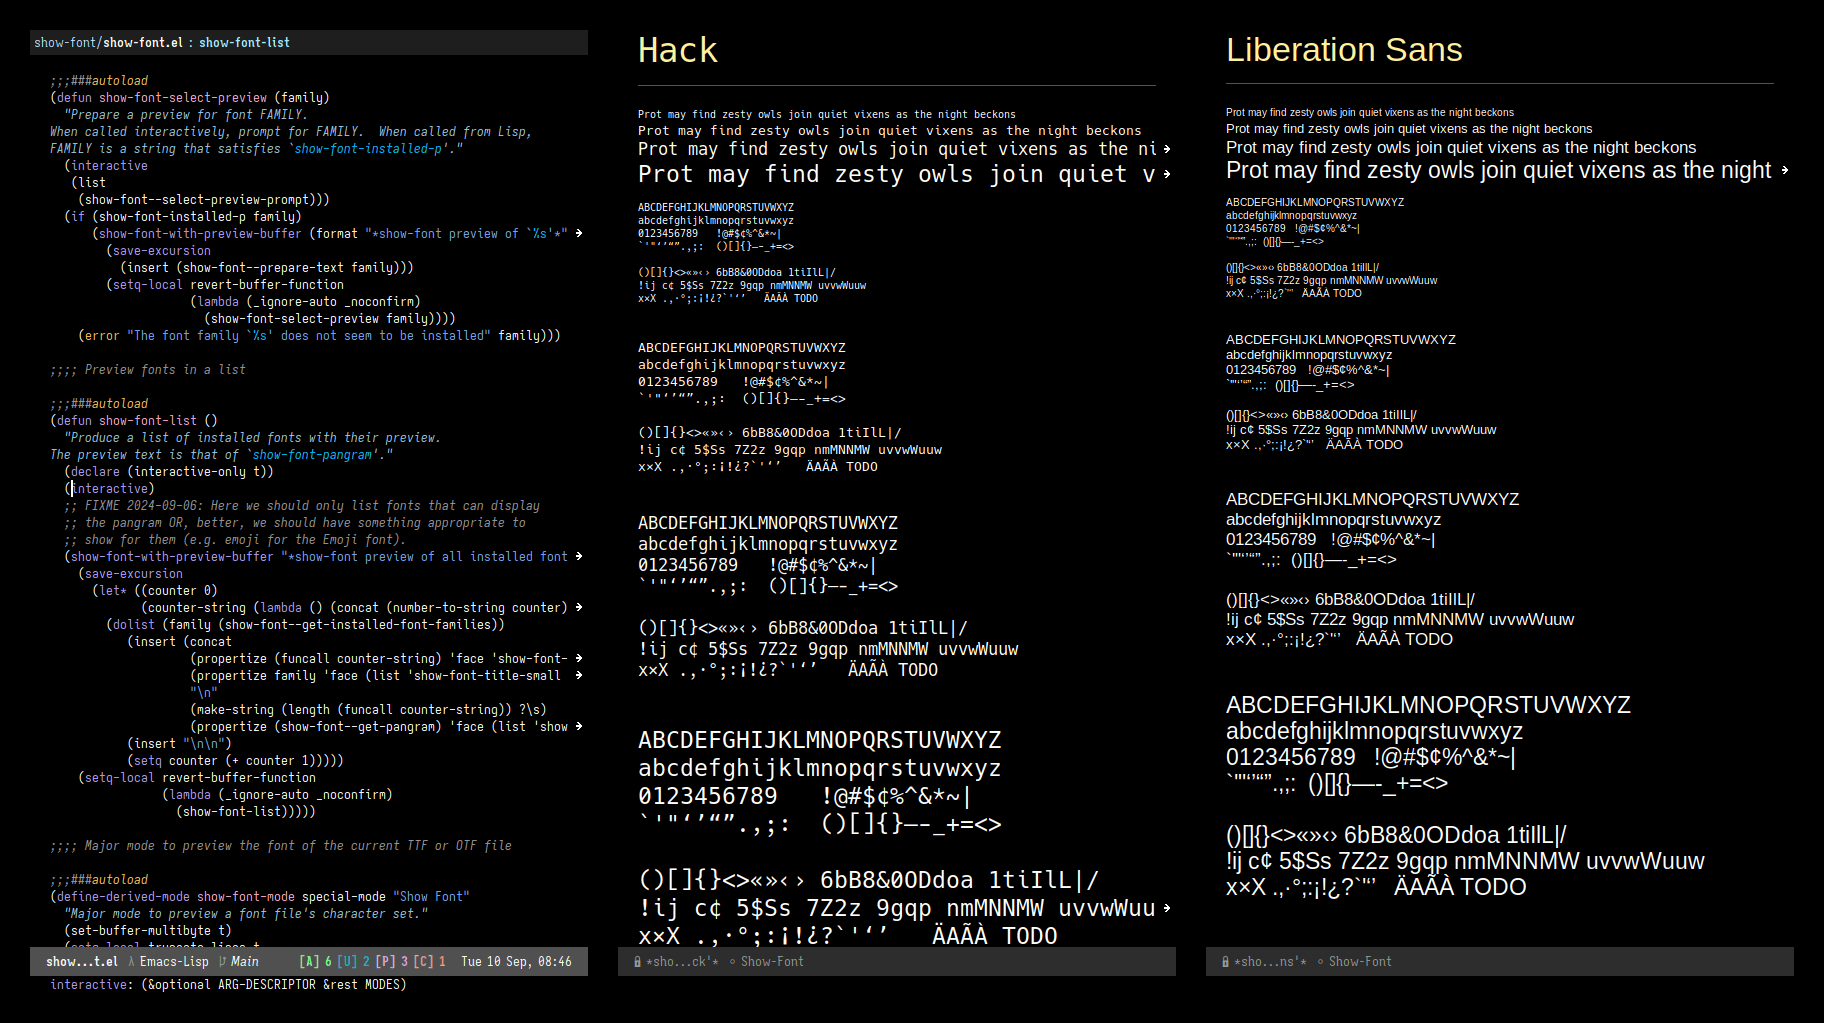 show-font/show-font.el : show-font-list
;;;###autoload
(defun show-font-select-preview (family)
"Prepare a preview for font FAMILY.
When called interactively, prompt for FAMILY.  When called from Lisp,
FAMILY is a string that satisfies `show-font-installed-p'."
(interactive
(list
(show-font--select-preview-prompt)))
(if (show-font-installed-p family)
(show-font-with-preview-buffer (format "*show-font preview of `%s'*"
(save-excursion
(insert (show-font--prepare-text family)))
(setq-local revert-buffer-function
(lambda (_ignore-auto _noconfirm)
(show-font-select-preview family))))
(error "The font family `%s' does not seem to be installed" family)))
;;;; Preview fonts in a list
;;;###autoload
(defun show-font-list ()
"Produce a list of installed fonts with their preview.
The preview text is that of `show-font-pangram'."
(declare (interactive-only t))
(interactive)
;; FIXME 2024-09-06: Here we should only list fonts that can display
;; the pangram OR, better, we should have something appropriate to
;; show for them (e.g. emoji for the Emoji font).
(show-font-with-preview-buffer "*show-font preview of all installed font
(save-excursion
(let* ((counter 0)
(counter-string (lambda () (concat (number-to-string counter)
(dolist (family (show-font--get-installed-font-families))
(insert (concat
(propertize (funcall counter-string) 'face 'show-font-
(propertize family 'face (list 'show-font-title-small
"\n"
(make-string (length (funcall counter-string)) ?\s)
(propertize (show-font--get-pangram) 'face (list 'show
(insert "\n\n")
(setq counter (+ counter 1)))))
(setq-local revert-buffer-function
(lambda (_ignore-auto _noconfirm)
(show-font-list)))))
;;;; Major mode to preview the font of the current TTF or OTF file
;;;###autoload
(define-derived-mode show-font-mode special-mode "Show Font"
"Major mode to preview a font file's character set."
(set-buffer-multibyte t)
(setq-local truncate-lines t
show...t.el λ Emacs-Lisp Main [A] 6 [U] 2 [P] 3 [C] 1 Tue 10 Sep, 08:46
interactive: (&optional ARG-DESCRIPTOR &rest MODES)
Hack
Prot may find zesty owls join quiet vixens as the night beckons
Prot may find zesty owls join quiet vixens as the night beckons
Prot may find zesty owls join quiet vixens as the ni
Prot may find zesty owls join quiet v
ABCDEFGHIJKLMNOPQRSTUVWXYZ
abcdefghijklmnopqrstuvwxyz
0123456789   !@#$¢%^&*~|
`'"‘’“”.,;:  ()[]{}—-_+=<>
()[]{}<>«»‹› 6bB8&0ODdoa 1tiIlL|/
!ij c¢ 5$Ss 7Z2z 9gqp nmMNNMW uvvwWuuw
x×X .,·°;:¡!¿?`'‘’   ÄAÃÀ TODO
ABCDEFGHIJKLMNOPQRSTUVWXYZ
abcdefghijklmnopqrstuvwxyz
0123456789   !@#$¢%^&*~|
`'"‘’“”.,;:  ()[]{}—-_+=<>
()[]{}<>«»‹› 6bB8&0ODdoa 1tiIlL|/
!ij c¢ 5$Ss 7Z2z 9gqp nmMNNMW uvvwWuuw
x×X .,·°;:¡!¿?`'‘’   ÄAÃÀ TODO
ABCDEFGHIJKLMNOPQRSTUVWXYZ
abcdefghijklmnopqrstuvwxyz
0123456789   !@#$¢%^&*~|
`'"‘’“”.,;:  ()[]{}—-_+=<>
()[]{}<>«»‹› 6bB8&0ODdoa 1tiIlL|/
!ij c¢ 5$Ss 7Z2z 9gqp nmMNNMW uvvwWuuw
x×X .,·°;:¡!¿?`'‘’   ÄAÃÀ TODO
ABCDEFGHIJKLMNOPQRSTUVWXYZ
abcdefghijklmnopqrstuvwxyz
0123456789   !@#$¢%^&*~|
`'"‘’“”.,;:  ()[]{}—-_+=<>
()[]{}<>«»‹› 6bB8&0ODdoa 1tiIlL|/
!ij c¢ 5$Ss 7Z2z 9gqp nmMNNMW uvvwWuu
x×X .,·°;:¡!¿?`'‘’   ÄAÃÀ TODO
*sho...ck'* Show-Font
Liberation Sans
Prot may find zesty owls join quiet vixens as the night beckons
Prot may find zesty owls join quiet vixens as the night beckons
Prot may find zesty owls join quiet vixens as the night beckons
Prot may find zesty owls join quiet vixens as the night
ABCDEFGHIJKLMNOPQRSTUVWXYZ
abcdefghijklmnopqrstuvwxyz
0123456789   !@#$¢%^&*~|
`'"‘’“”.,;:  ()[]{}—-_+=<>
()[]{}<>«»‹› 6bB8&0ODdoa 1tiIlL|/
!ij c¢ 5$Ss 7Z2z 9gqp nmMNNMW uvvwWuuw
x×X .,·°;:¡!¿?`'‘’   ÄAÃÀ TODO
ABCDEFGHIJKLMNOPQRSTUVWXYZ
abcdefghijklmnopqrstuvwxyz
0123456789   !@#$¢%^&*~|
`'"‘’“”.,;:  ()[]{}—-_+=<>
()[]{}<>«»‹› 6bB8&0ODdoa 1tiIlL|/
!ij c¢ 5$Ss 7Z2z 9gqp nmMNNMW uvvwWuuw
x×X .,·°;:¡!¿?`'‘’   ÄAÃÀ TODO
ABCDEFGHIJKLMNOPQRSTUVWXYZ
abcdefghijklmnopqrstuvwxyz
0123456789   !@#$¢%^&*~|
`'"‘’“”.,;:  ()[]{}—-_+=<>
()[]{}<>«»‹› 6bB8&0ODdoa 1tiIlL|/
!ij c¢ 5$Ss 7Z2z 9gqp nmMNNMW uvvwWuuw
x×X .,·°;:¡!¿?`'‘’   ÄAÃÀ TODO
ABCDEFGHIJKLMNOPQRSTUVWXYZ
abcdefghijklmnopqrstuvwxyz
0123456789   !@#$¢%^&*~|
`'"‘’“”.,;:  ()[]{}—-_+=<>
()[]{}<>«»‹› 6bB8&0ODdoa 1tiIlL|/
!ij c¢ 5$Ss 7Z2z 9gqp nmMNNMW uvvwWuuw
x×X .,·°;:¡!¿?`'‘’   ÄAÃÀ TODO
*sho...ns'* Show-Font